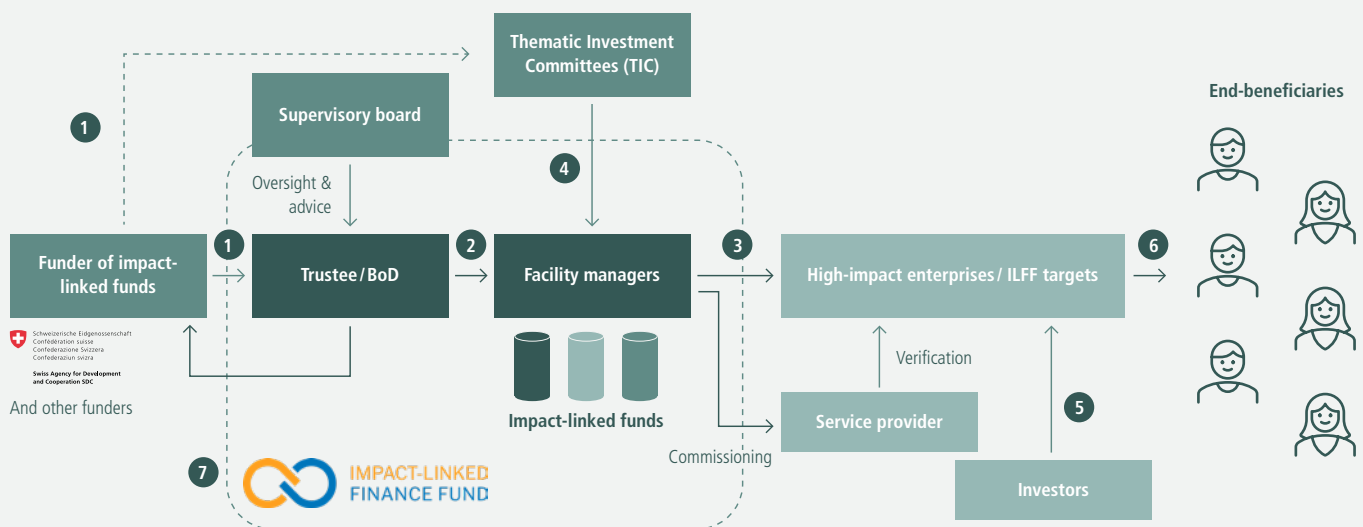 Thematic Investment
Committees (TIC)
End-beneficiaries
Supervisory board
1
4
Oversight &
advice
Funder of impact-
linked funds
1
Trustee/BoD
2
Facility managers
3
High-impact enterprises/ILFF targets
6
Schweizerische Eidgenossenschaft
Confédération suisse
Confederazione Svizzera
Confederaziun svizra
Swiss Agency for Development
and Cooperation SDC
And other funders
Verification
Impact-linked funds
Service provider
5
Commissioning
7
IMPACT-LINKED
FINANCE FUND
Investors